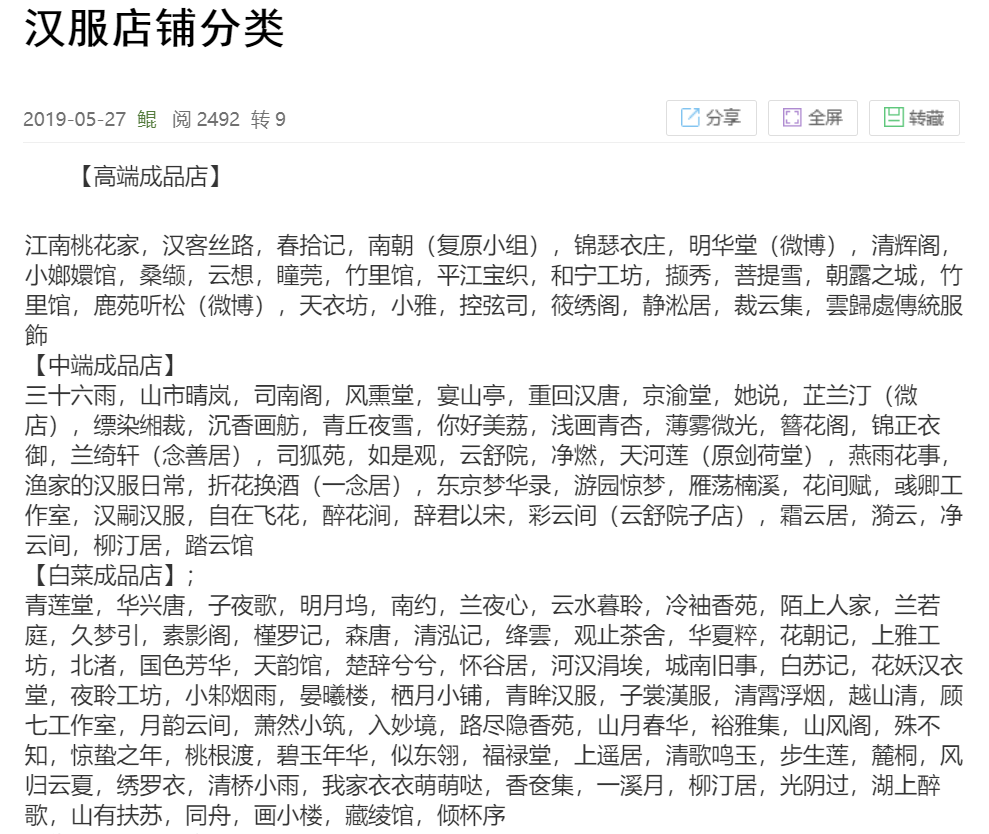 汉服店铺分类
2019-05-27 鲲 阅 2492 转 9 分享 全屏 转藏
【高端成品店】
江南桃花家，汉客丝路，春拾记，南朝（复原小组），锦瑟衣庄，明华堂（微博），清辉阁，
小嫏嬛馆，桑缬，云想，瞳莞，竹里馆，平江宝织，和宁工坊，撷秀，菩提雪，朝露之城，竹
里馆，鹿苑听松（微博），天衣坊，小雅，控弦司，筱绣阁，静淞居，裁云集，雲歸處傳統服
飾
【中端成品店】
三十六雨，山市晴岚，司南阁，风熏堂，宴山亭，重回汉唐，京渝堂，她说，芷兰汀（微
店），缥染缃裁，沉香画舫，青丘夜雪，你好美荔，浅画青杏，薄雾微光，簪花阁，锦正衣
御，兰绮轩（念善居），司狐苑，如是观，云舒院，净燃，天河莲（原剑荷堂），燕雨花事，
渔家的汉服日常，折花换酒（一念居），东京梦华录，游园惊梦，雁荡楠溪，花间赋，彧卿工
作室，汉嗣汉服，自在飞花，醉花涧，辞君以宋，彩云间（云舒院子店），霜云居，漪云，净
云间，柳汀居，踏云馆
【白菜成品店】；
青莲堂，华兴唐，子夜歌，明月坞，南约，兰夜心，云水暮聆，冷袖香苑，陌上人家，兰若
庭，久梦引，素影阁，槿罗记，森唐，清泓记，绛雲，观止茶舍，华夏粹，花朝记，上雅工
坊，北渚，国色芳华，天韵馆，楚辞兮兮，怀谷居，河汉涓埃，城南旧事，白苏记，花妖汉衣
堂，夜聆工坊，小邾烟雨，晏曦楼，栖月小铺，青眸汉服，子裳漢服，清霄浮烟，越山清，顾
七工作室，月韵云间，萧然小筑，入妙境，路尽隐香苑，山月春华，裕雅集，山风阁，殊不
知，惊蛰之年，桃根渡，碧玉年华，似东翎，福禄堂，上遥居，清歌鸣玉，步生莲，麓桐，风
归云夏，绣罗衣，清桥小雨，我家衣衣萌萌哒，香奁集，一溪月，柳汀居，光阴过，湖上醉
歌，山有扶苏，同舟，画小楼，藏绫馆，倾杯序